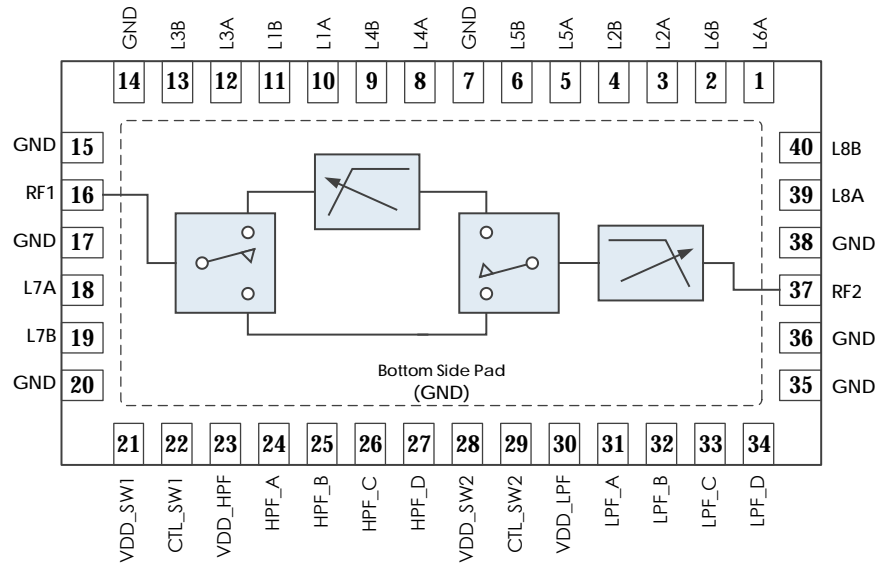 GND L3B L3A L1B L1A L4B L4A GND L5B L5A L2B L2A L6B L6A
14 13 12 11 10 9 8 7 6 5 4 3 2 1
GND 15
RF1 16
GND 17
L7A 18
L7B 19
GND 20
40 L8B
39 L8A
38 GND
37 RF2
36 GND
35 GND
Bottom Side Pad
(GND)
21 22 23 24 25 26 27 28 29 30 31 32 33 34
VDD_SW1 CTL_SW1 VDD_HPF HPF_A HPF_B HPF_C HPF_D VDD_SW2 CTL_SW2 VDD_LPF LPF_A LPF_B LPF_C LPF_D